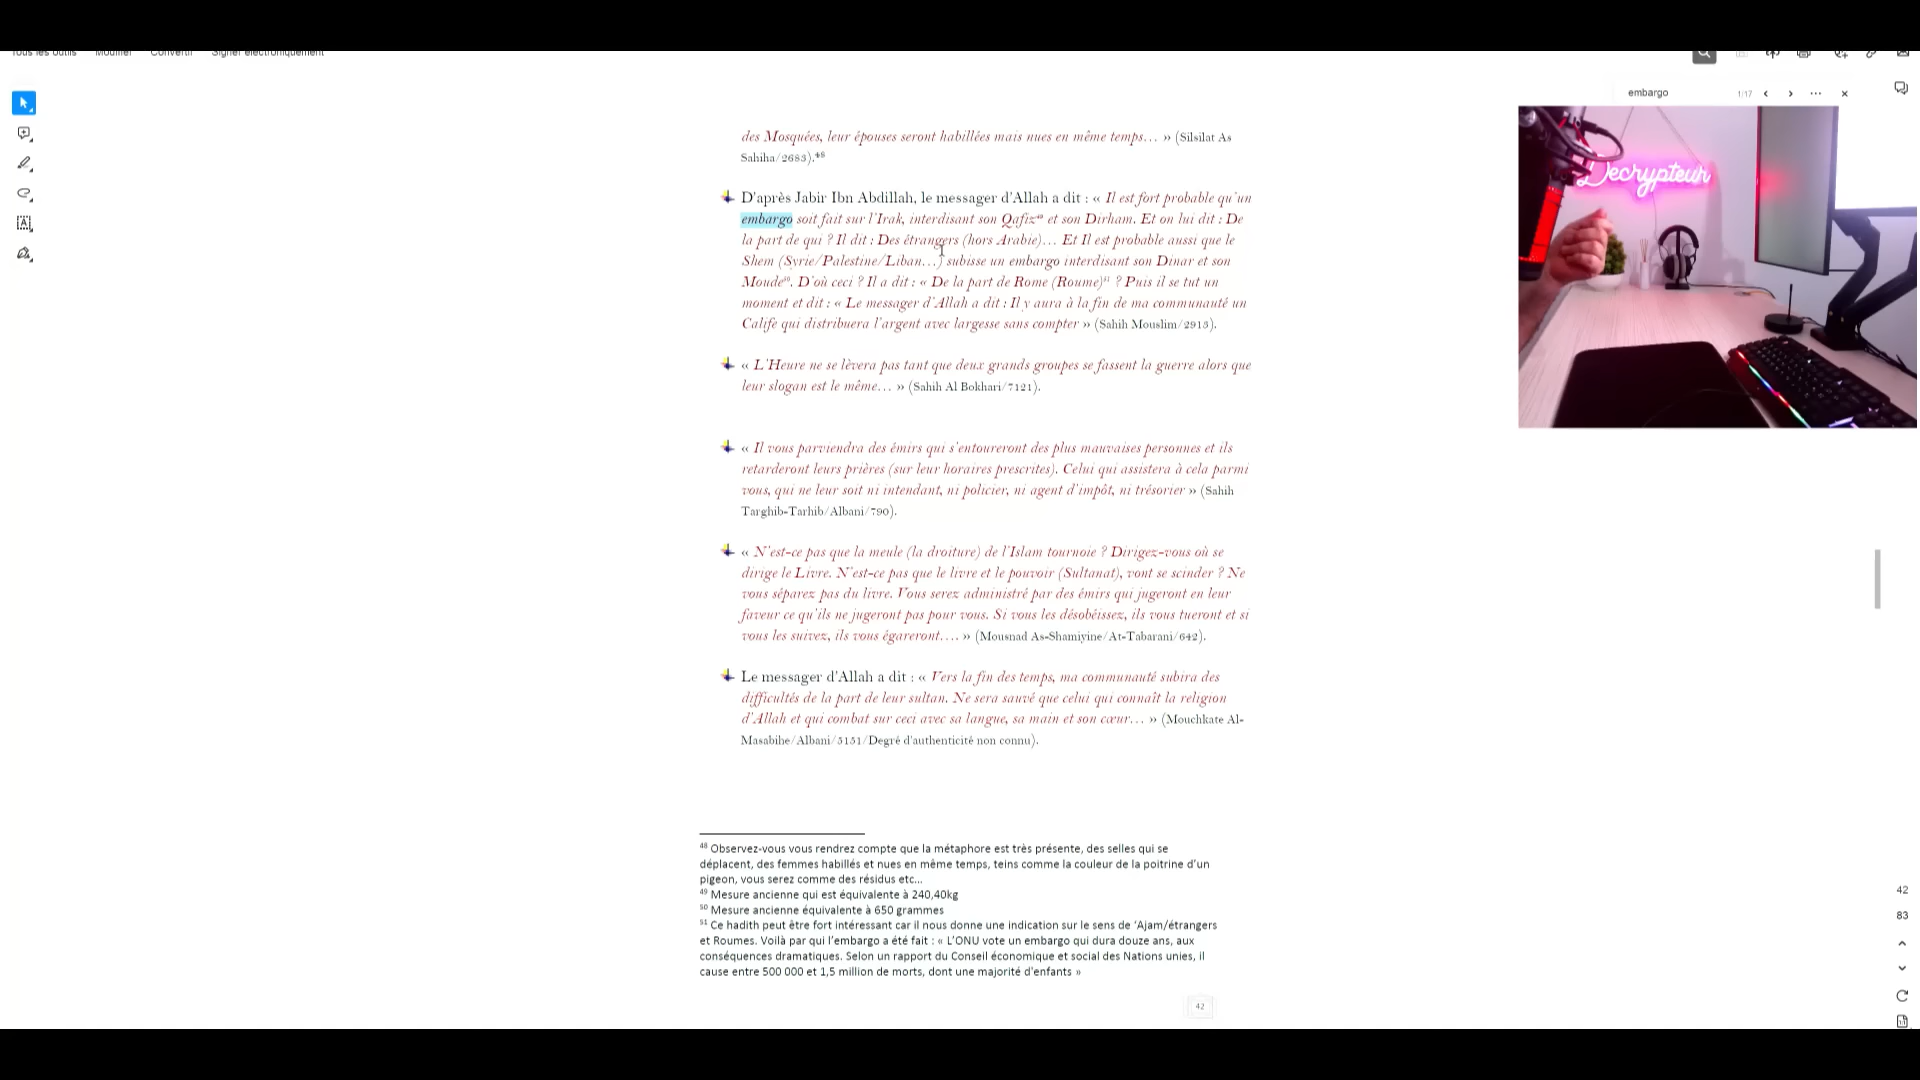 Tous les outils Modifier Convertir Signer électroniquement
embargo 1/17
Decrypteur
des Mosquées, leur épouses seront habillées mais nues en même temps… » (Silsilat As
Sahiha/2683).⁴⁸
D'après Jabir Ibn Abdillah, le messager d'Allah a dit : « Il est fort probable qu'un
embargo soit fait sur l'Irak, interdisant son Qafiz⁴⁹ et son Dirham. Et on lui dit : De
la part de qui ? Il dit : Des étrangers (hors Arabie)… Et Il est probable aussi que le
Shem (Syrie/Palestine/Liban…) subisse un embargo interdisant son Dinar et son
Moude⁵⁰. D'où ceci ? Il a dit : « De la part de Rome (Roume)⁵¹ ? Puis il se tut un
moment et dit : « Le messager d'Allah a dit : Il y aura à la fin de ma communauté un
Calife qui distribuera l'argent avec largesse sans compter » (Sahih Mouslim/2913).
« L'Heure ne se lèvera pas tant que deux grands groupes se fassent la guerre alors que
leur slogan est le même… » (Sahih Al Bokhari/7121).
« Il vous parviendra des émirs qui s'entoureront des plus mauvaises personnes et ils
retarderont leurs prières (sur leur horaires prescrites). Celui qui assistera à cela parmi
vous, qui ne leur soit ni intendant, ni policier, ni agent d'impôt, ni trésorier » (Sahih
Targhib-Tarhib/Albani/790).
« N'est-ce pas que la meule (la droiture) de l'Islam tournoie ? Dirigez-vous où se
dirige le Livre. N'est-ce pas que le livre et le pouvoir (Sultanat), vont se scinder ? Ne
vous séparez pas du livre. Vous serez administré par des émirs qui jugeront en leur
faveur ce qu'ils ne jugeront pas pour vous. Si vous les désobéissez, ils vous tueront et si
vous les suivez, ils vous égareront…. » (Mousnad As-Shamiyine/At-Tabarani/642).
Le messager d'Allah a dit : « Vers la fin des temps, ma communauté subira des
difficultés de la part de leur sultan. Ne sera sauvé que celui qui connaît la religion
d'Allah et qui combat sur ceci avec sa langue, sa main et son cœur… » (Mouchkate Al-
Masabihe/Albani/5151/Degré d'authenticité non connu).
⁴⁸ Observez-vous vous rendrez compte que la métaphore est très présente, des selles qui se
déplacent, des femmes habillés et nues en même temps, teins comme la couleur de la poitrine d'un
pigeon, vous serez comme des résidus etc…
⁴⁹ Mesure ancienne qui est équivalente à 240,40kg
⁵⁰ Mesure ancienne équivalente à 650 grammes
⁵¹ Ce hadith peut être fort intéressant car il nous donne une indication sur le sens de 'Ajam/étrangers
et Roumes. Voilà par qui l'embargo a été fait : « L'ONU vote un embargo qui dura douze ans, aux
conséquences dramatiques. Selon un rapport du Conseil économique et social des Nations unies, il
cause entre 500 000 et 1,5 million de morts, dont une majorité d'enfants »
42
42
83